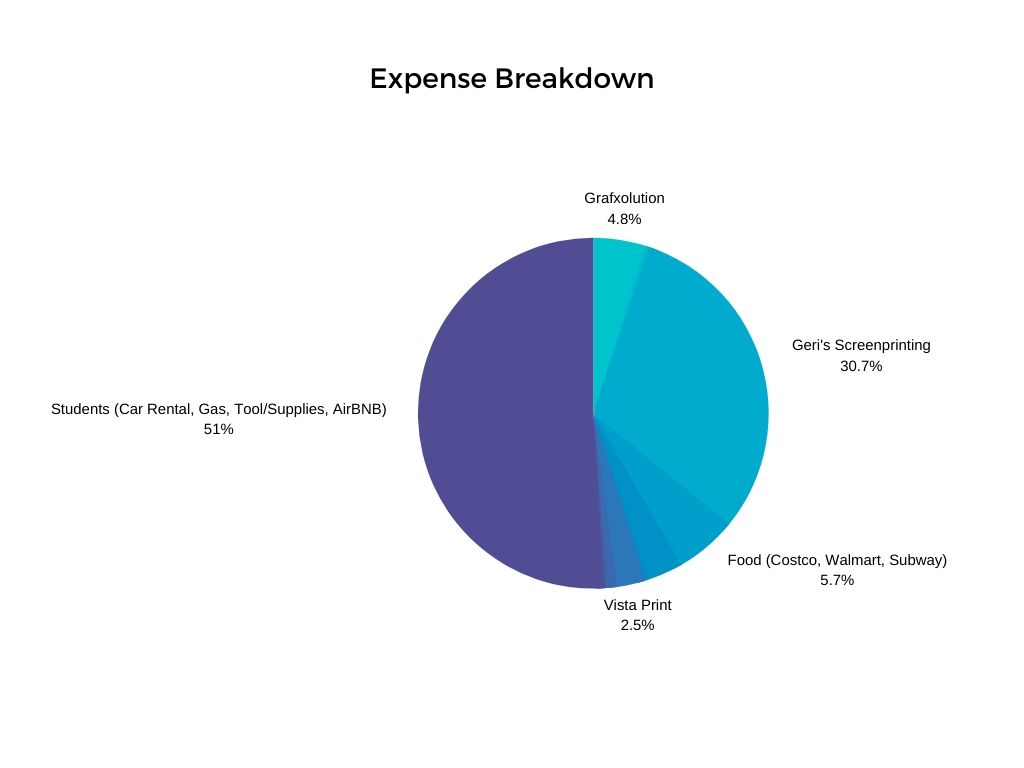 Expense Breakdown
Grafxolution
4.8%
Geri's Screenprinting
30.7%
Students (Car Rental, Gas, Tool/Supplies, AirBNB)
51%
Food (Costco, Walmart, Subway)
5.7%
Vista Print
2.5%